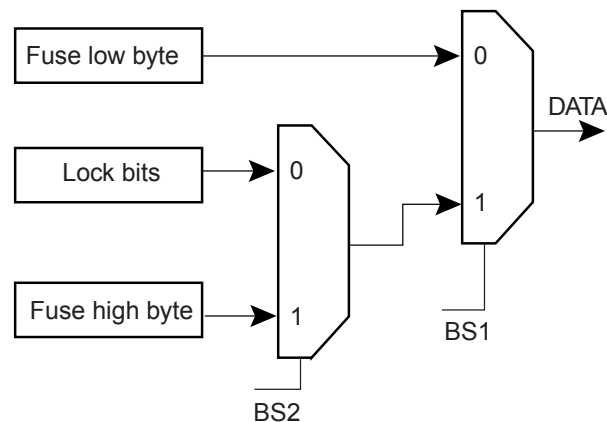 Fuse low byte
0
DATA
Lock bits
0
1
Fuse high byte
1
BS1
BS2